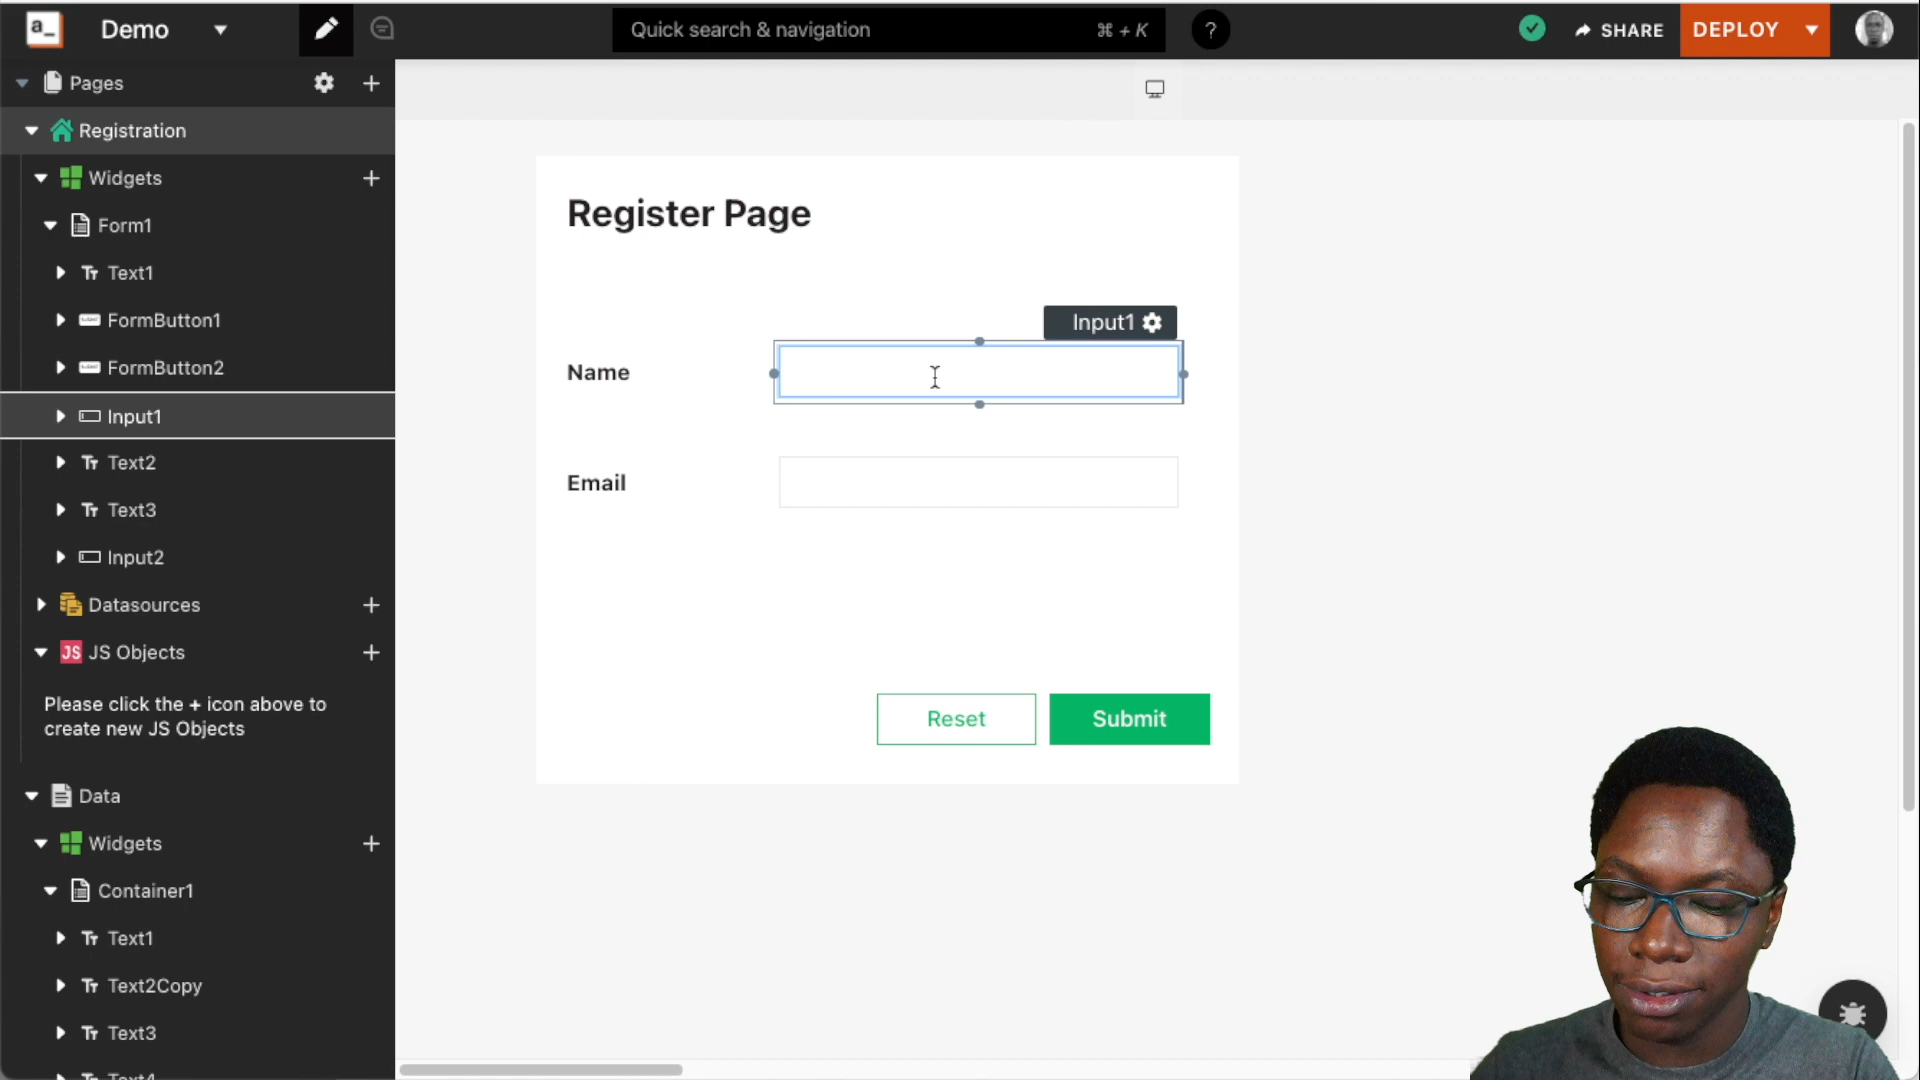 a_ Demo
Quick search & navigation ⌘ + K ?
SHARE DEPLOY
Pages
Registration
Widgets
Form1
Text1
FormButton1
FormButton2
Input1
Text2
Text3
Input2
Datasources
JS JS Objects
Please click the + icon above to
create new JS Objects
Data
Widgets
Container1
Text1
Text2Copy
Text3
Register Page
Input1
Name
Email
Reset Submit